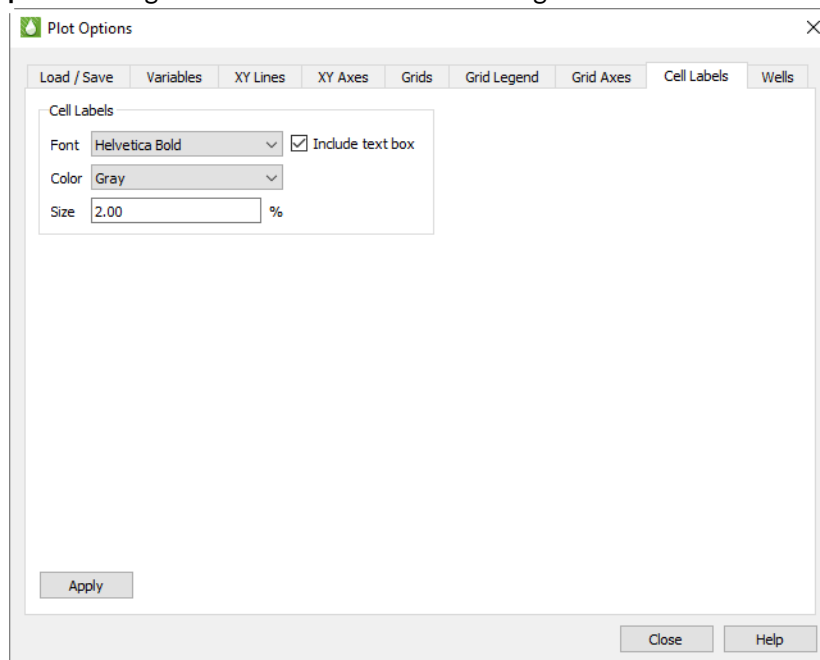 Plot Options
Load / Save Variables XY Lines XY Axes Grids Grid Legend Grid Axes Cell Labels Wells
Cell Labels
Font Helvetica Bold Include text box
Color Gray
Size 2.00 %
Apply
Close Help